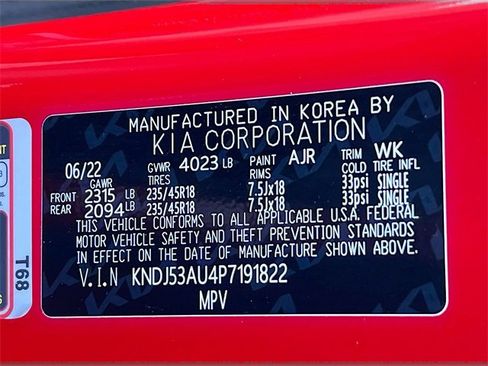 MANUFACTURED IN KOREA BY
KIA CORPORATION
06/22 GVWR 4023 LB PAINT AJR TRIM WK
GAWR TIRES RIMS COLD TIRE INFL
FRONT 2315 LB 235/45R18 7.5Jx18 33psi SINGLE
REAR 2094 LB 235/45R18 7.5Jx18 33psi SINGLE
THIS VEHICLE CONFORMS TO ALL APPLICABLE U.S.A. FEDERAL
MOTOR VEHICLE SAFETY AND THEFT PREVENTION STANDARDS
IN EFFECT ON THE DATE OF MANUFACTURE SHOWN ABOVE.
V.I.N KNDJ53AU4P7191822
MPV
T68